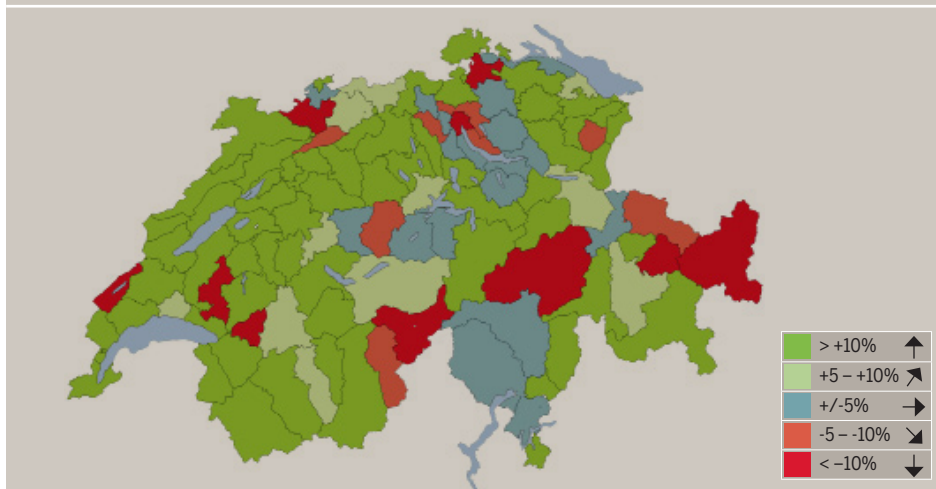 > +10%
+5 – +10%
+/-5%
-5 – -10%
< –10%